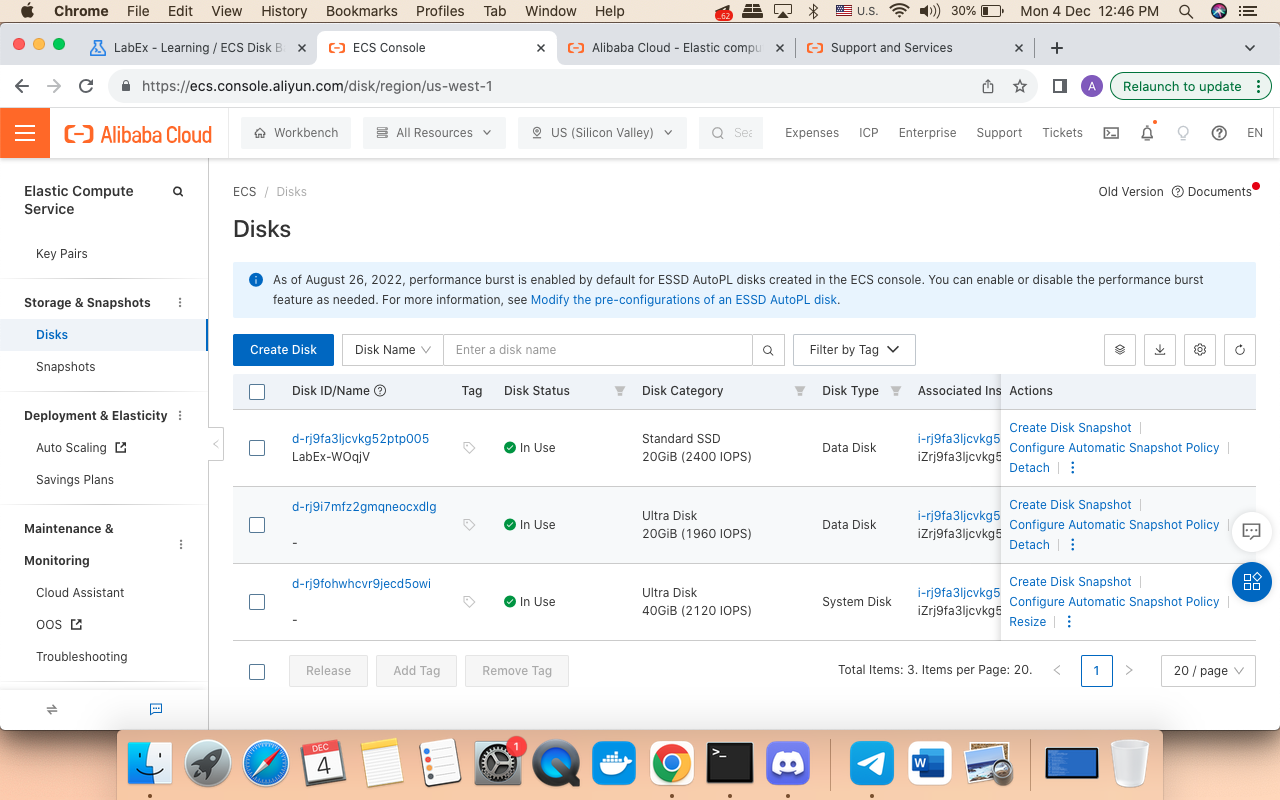 Chrome File Edit View History Bookmarks Profiles Tab Window Help .62 U.S. 30% Mon 4 Dec 12:46 PM
LabEx - Learning / ECS Disk B
ECS Console
Alibaba Cloud - Elastic compu
Support and Services
https://ecs.console.aliyun.com/disk/region/us-west-1
A
Relaunch to update
Alibaba Cloud
Workbench
All Resources
US (Silicon Valley)
Sea
Expenses
ICP
Enterprise
Support
Tickets
EN
Elastic Compute
Service
Key Pairs
Storage & Snapshots
Disks
Snapshots
Deployment & Elasticity
Auto Scaling
Savings Plans
Maintenance &
Monitoring
Cloud Assistant
OOS
Troubleshooting
ECS / Disks
Old Version
Documents
Disks
As of August 26, 2022, performance burst is enabled by default for ESSD AutoPL disks created in the ECS console. You can enable or disable the performance burst
feature as needed. For more information, see Modify the pre-configurations of an ESSD AutoPL disk.
Create Disk
Disk Name
Enter a disk name
Filter by Tag
Disk ID/Name Tag Disk Status Disk Category Disk Type Associated Ins Actions
d-rj9fa3ljcvkg52ptp005
LabEx-WOqjV
In Use
Standard SSD
20GiB (2400 IOPS)
Data Disk
i-rj9fa3ljcvkg5
iZrj9fa3ljcvkg5
Create Disk Snapshot
Configure Automatic Snapshot Policy
Detach
d-rj9i7mfz2gmqneocxdlg
-
In Use
Ultra Disk
20GiB (1960 IOPS)
Data Disk
i-rj9fa3ljcvkg5
iZrj9fa3ljcvkg5
Create Disk Snapshot
Configure Automatic Snapshot Policy
Detach
d-rj9fohwhcvr9jecd5owi
-
In Use
Ultra Disk
40GiB (2120 IOPS)
System Disk
i-rj9fa3ljcvkg5
iZrj9fa3ljcvkg5
Create Disk Snapshot
Configure Automatic Snapshot Policy
Resize
Release
Add Tag
Remove Tag
Total Items: 3. Items per Page: 20.
1
20 / page
DEC
4
1
W